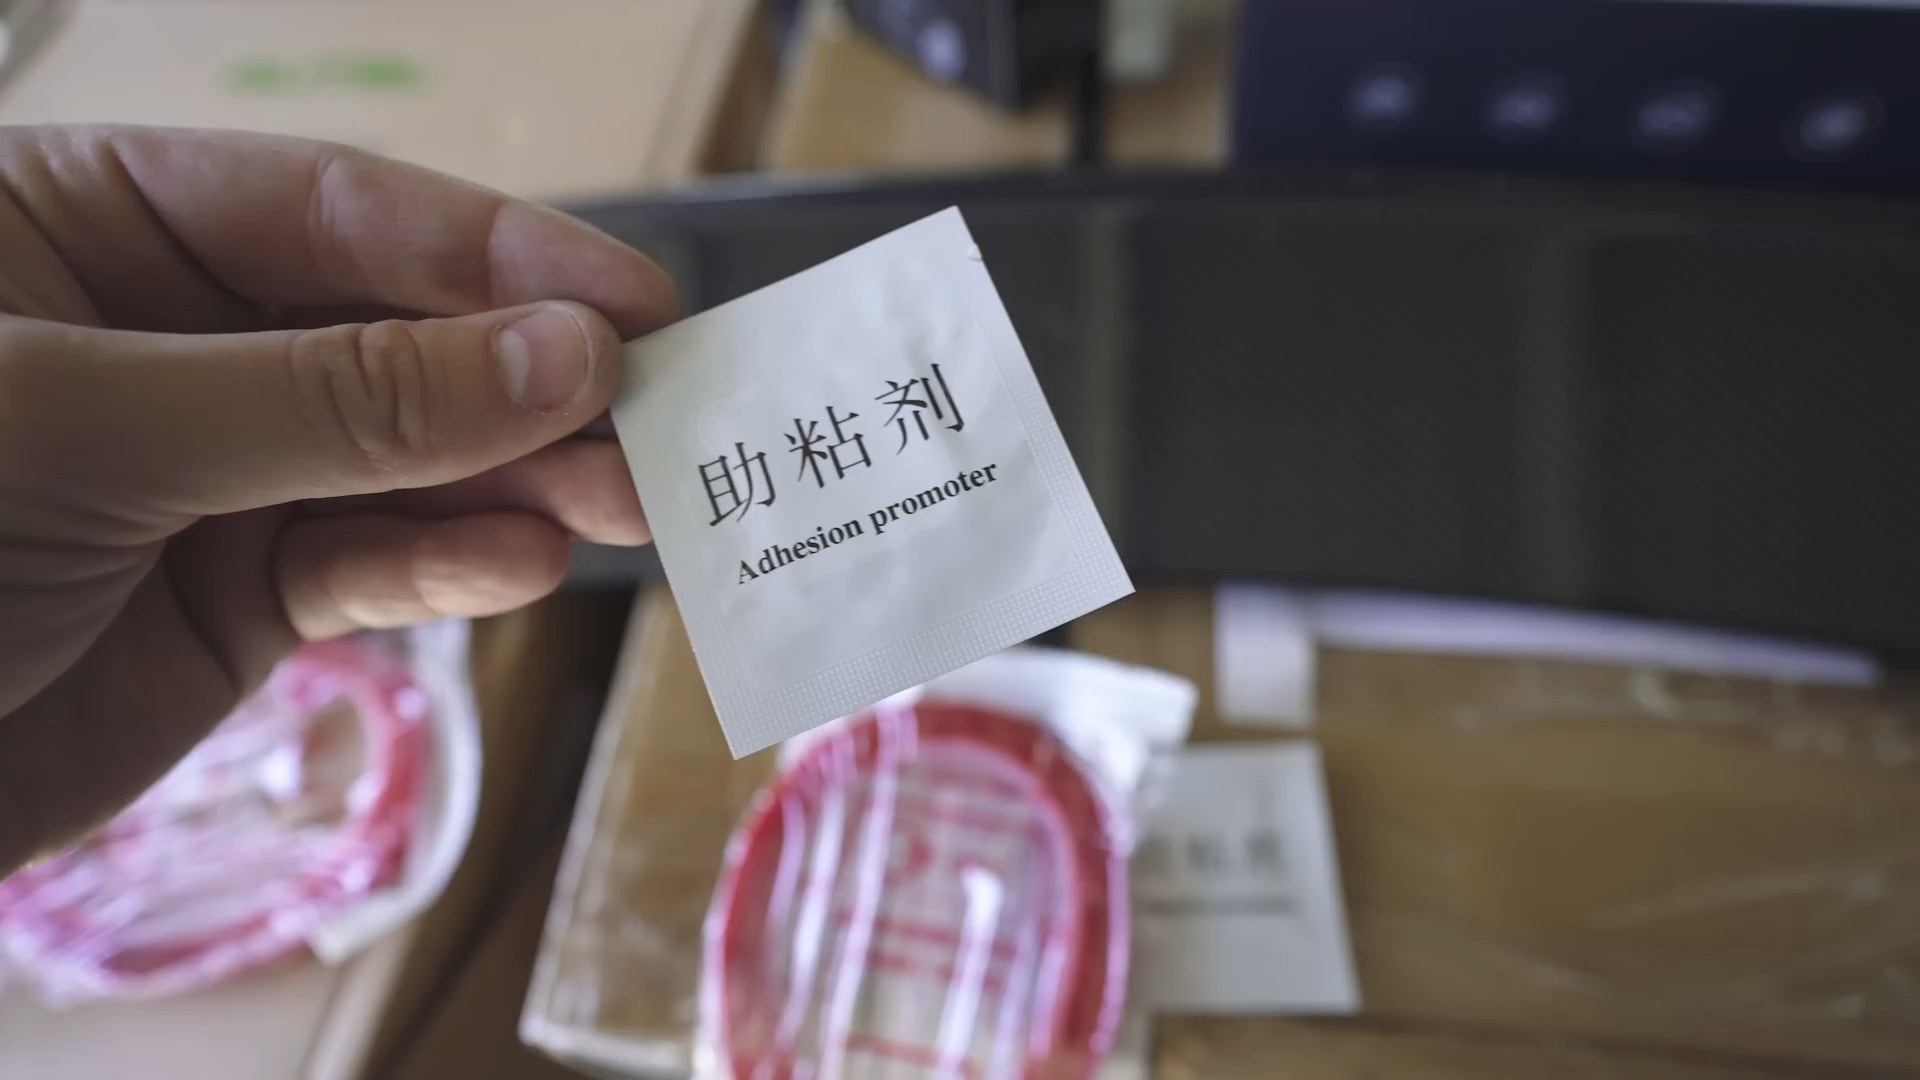 助粘剂
Adhesion promoter